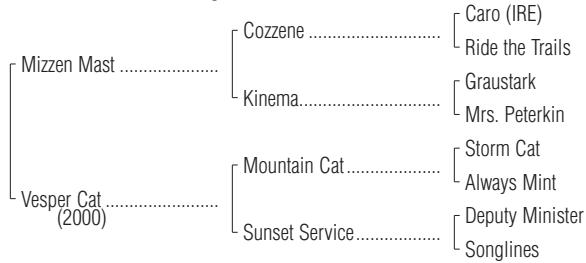 Caro (IRE)
Cozzene ........................
Ride the Trails
Mizzen Mast ..................
Graustark
Kinema..........................
Mrs. Peterkin
Storm Cat
Mountain Cat.................
Always Mint
Vesper Cat .....................
(2000)
Deputy Minister
Sunset Service...............
Songlines